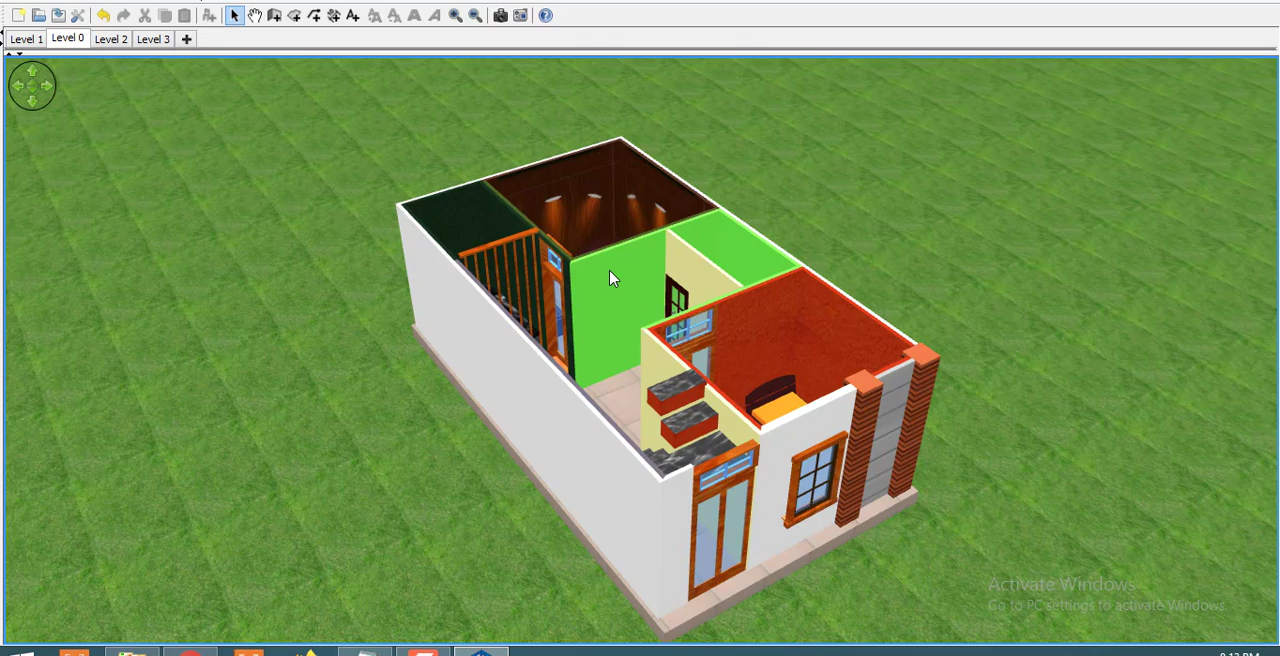 Level 1 Level 0 Level 2 Level 3
Activate Windows
Go to PC settings to activate Windows.